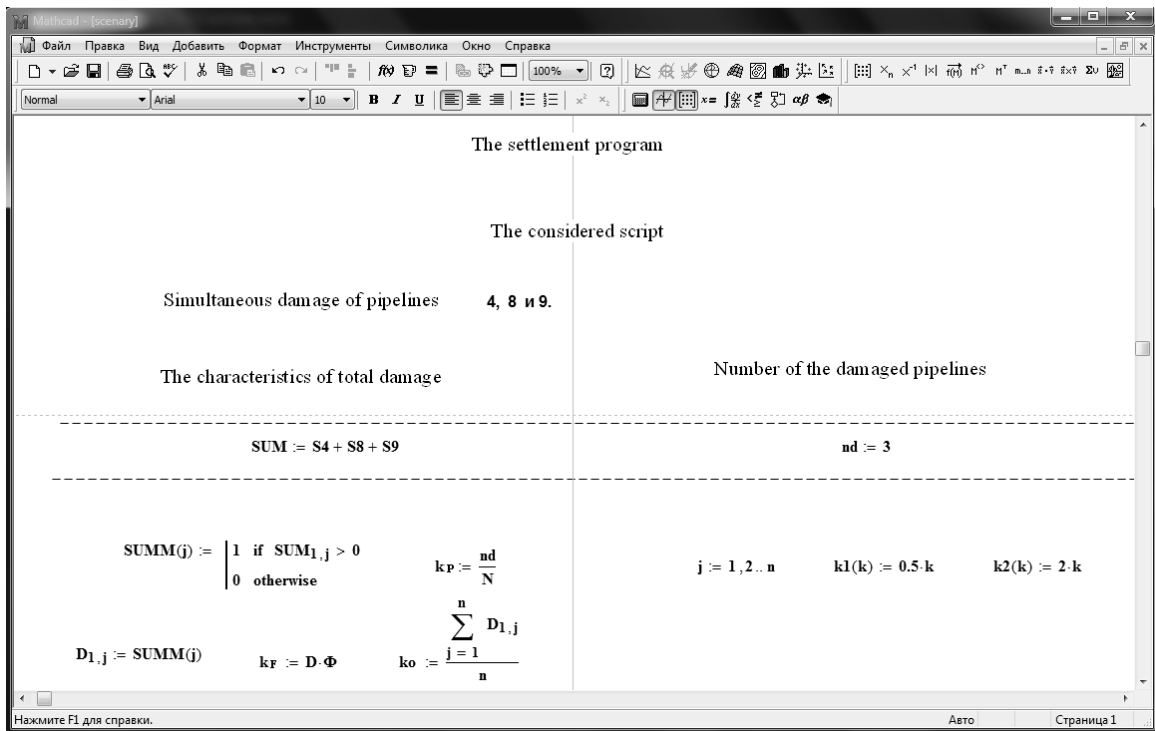 Mathcad - [scenary]
Файл Правка Вид Добавить Формат Инструменты Символика Окно Справка
100%
Normal Arial 10
The settlement program
The considered script
Simultaneous damage of pipelines 4, 8 и 9.
The characteristics of total damage Number of the damaged pipelines
SUM := S4 + S8 + S9 nd := 3
SUMM(j) := | 1 if SUM1,j > 0
0 otherwise
kP := nd/N
j := 1,2..n k1(k) := 0.5·k k2(k) := 2·k
D1,j := SUMM(j) kF := D·Φ ko := (n ∑ j = 1 D1,j)/n
Нажмите F1 для справки. Авто Страница 1